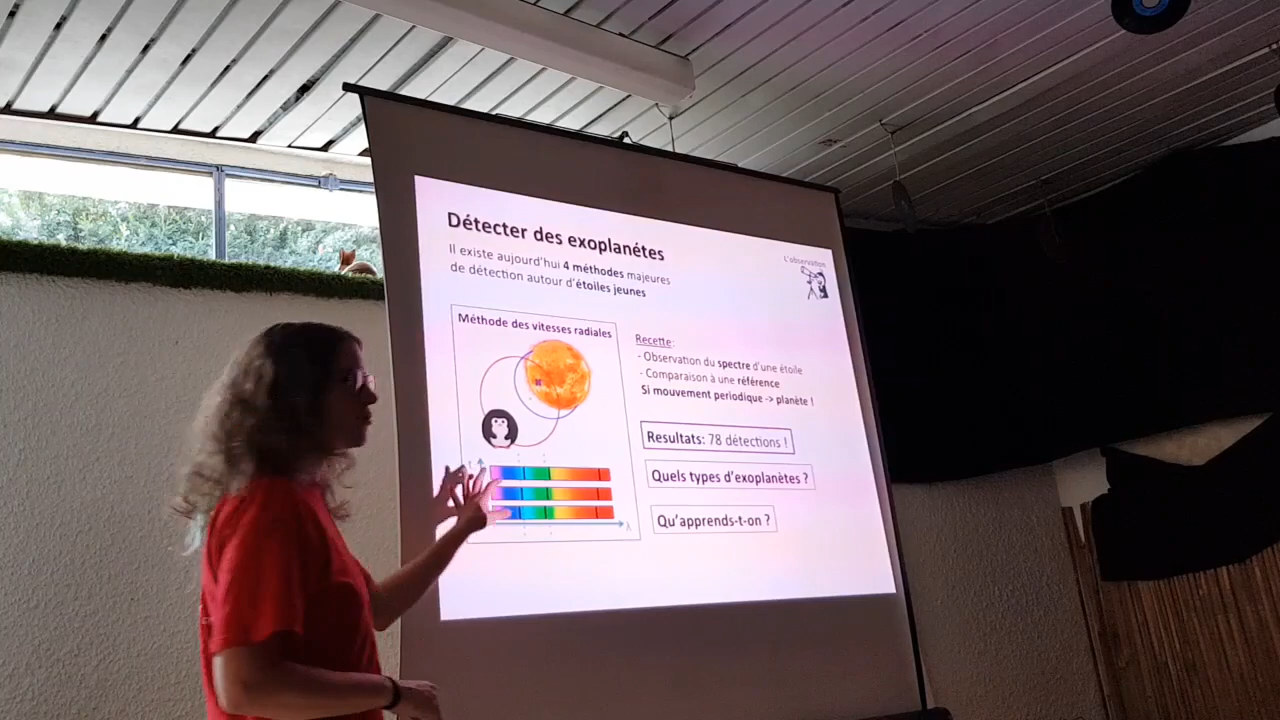 Détecter des exoplanétes
Il existe aujourd'hui 4 méthodes majeures
de détection autour d'étoiles jeunes
L'observation
Méthode des vitesses radiales
Recette:
- Observation du spectre d'une étoile
- Comparaison à une référence
Si mouvement periodique -> planète !
Resultats: 78 détections !
Quels types d'exoplanètes ?
Qu'apprends-t-on ?
λ